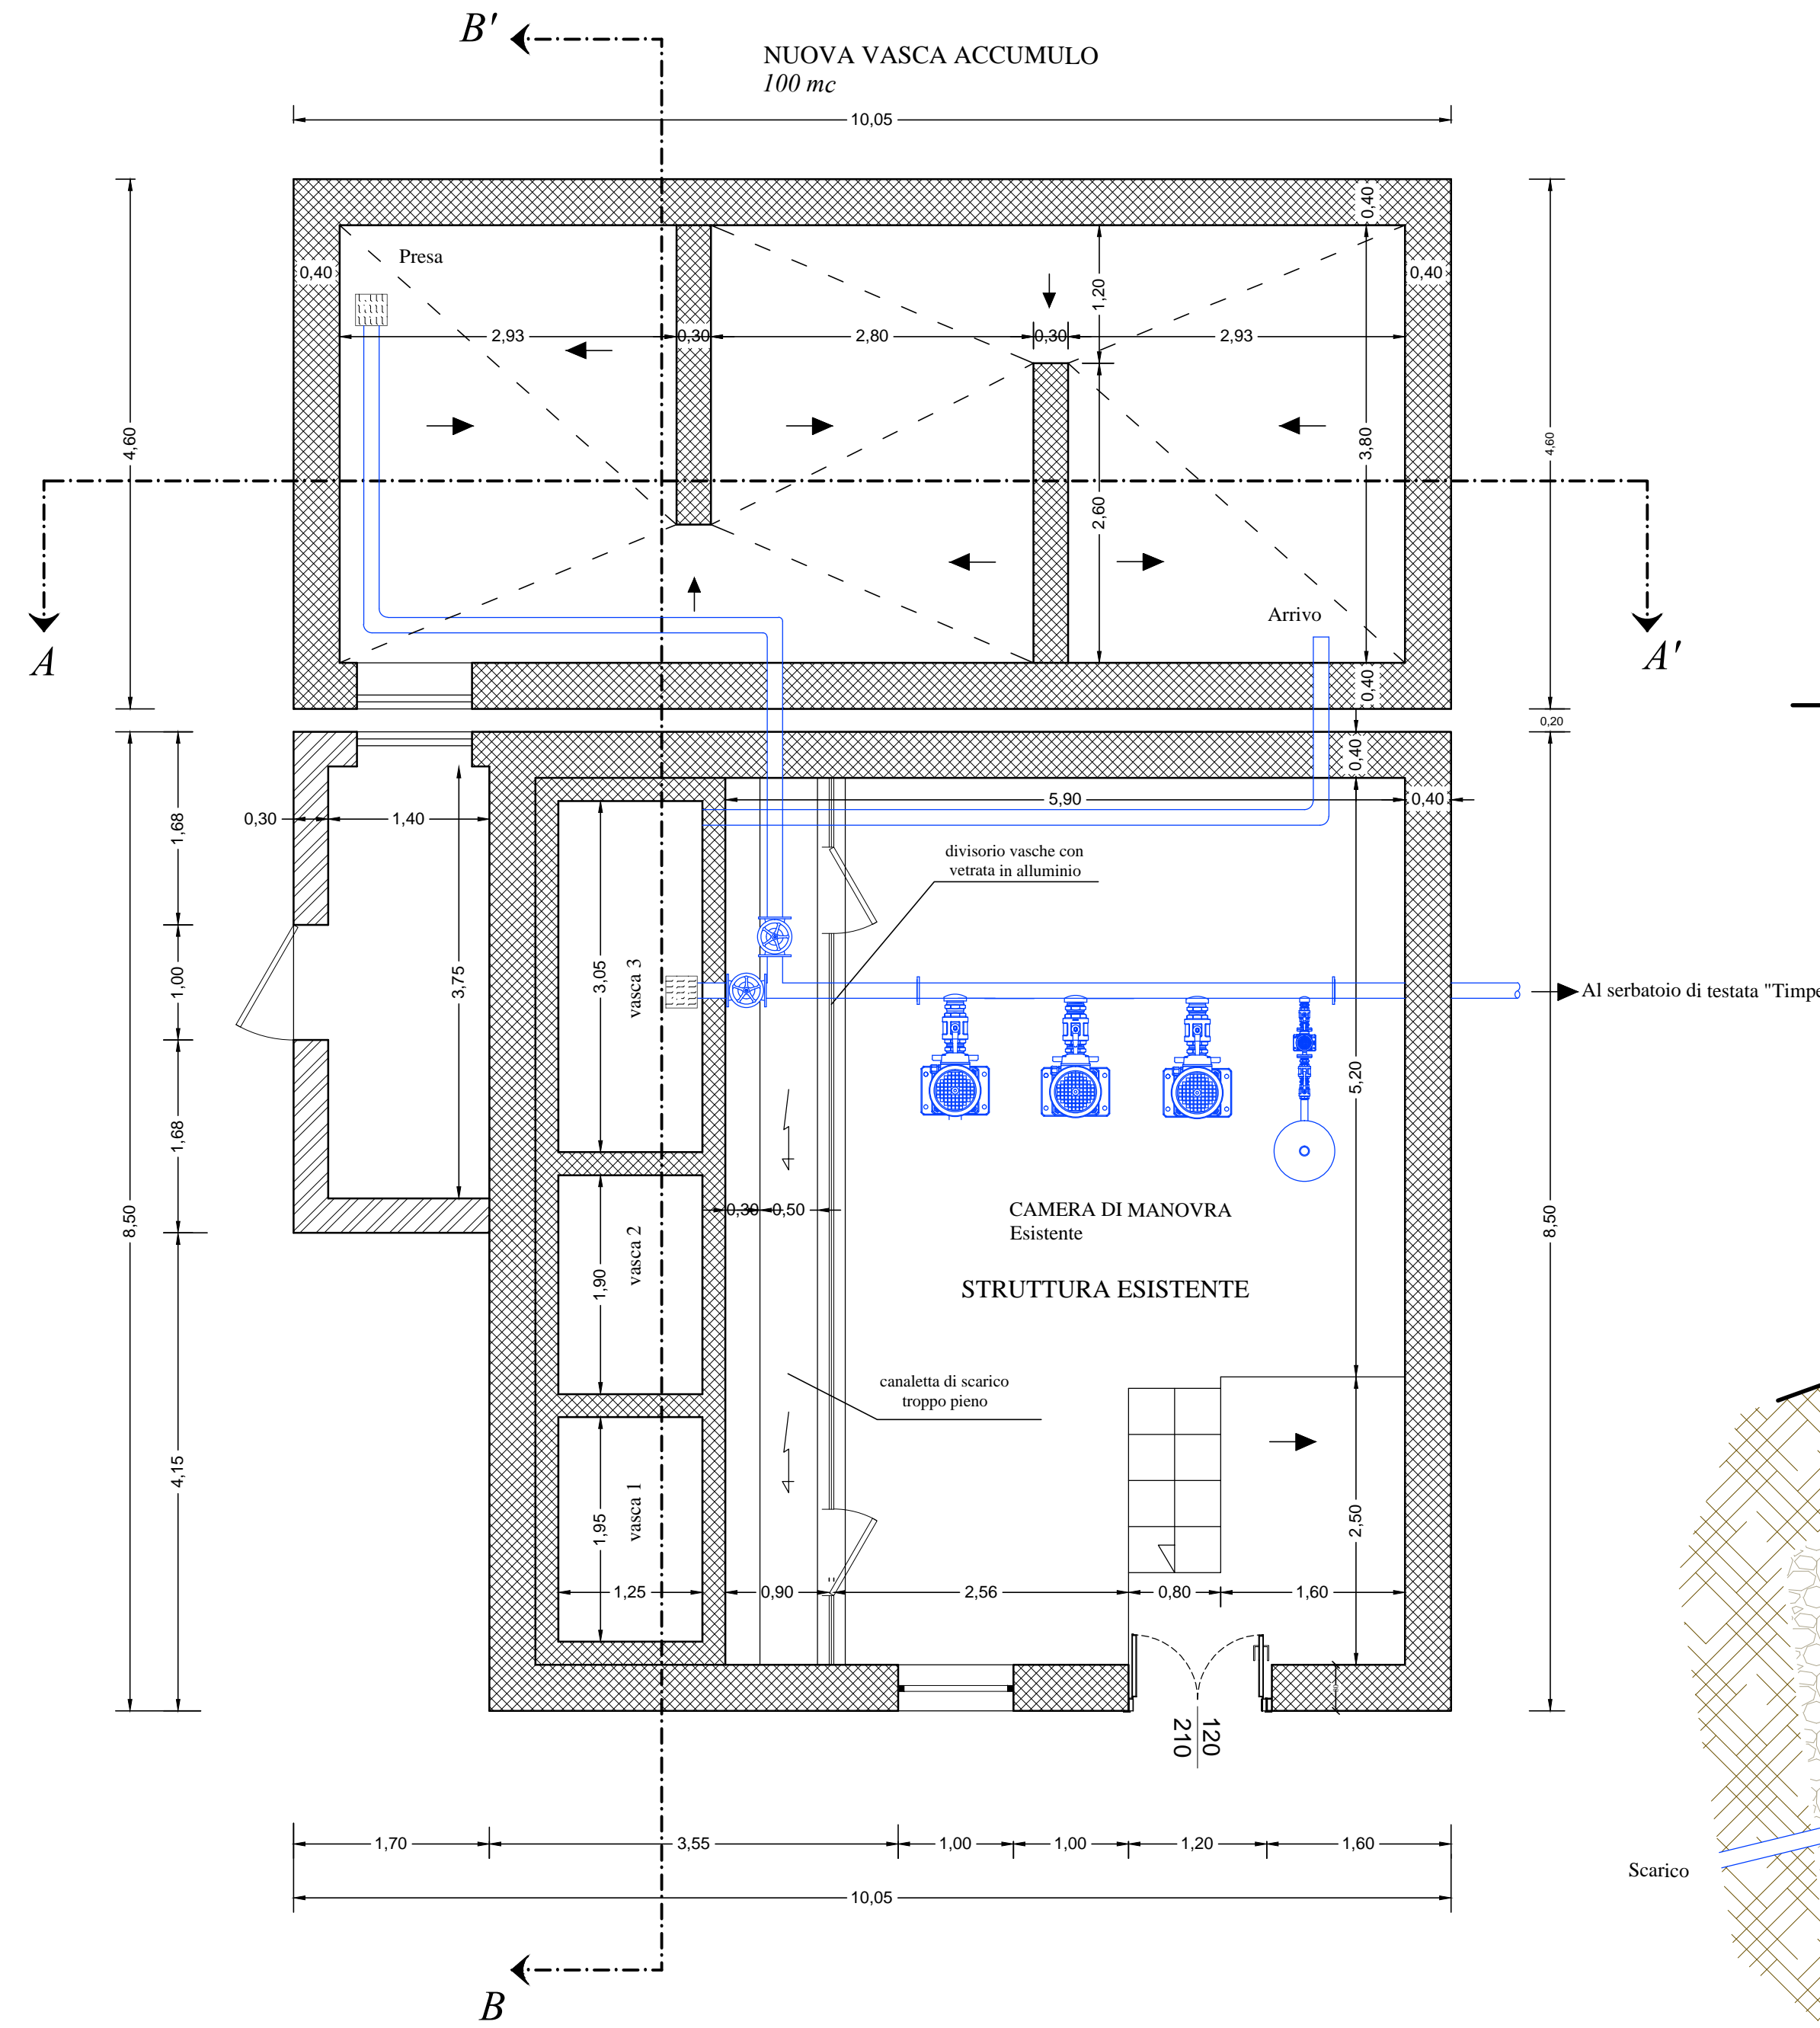 B'
NUOVA VASCA ACCUMULO
100 mc
10,05
0,40
Presa
0,40
0,40
1,20
2,93
0,30
2,80
0,30
2,93
4,60
3,80
4,60
2,60
Arrivo
A
A'
0,40
0,20
0,40
5,90
0,40
0,30
1,40
1,68
divisorio vasche con
vetrata in alluminio
3,05
vasca 3
3,75
1,00
Al serbatoio di testata "Timpe
5,20
1,68
8,50
0,30
0,50
CAMERA DI MANOVRA
Esistente
8,50
vasca 2
1,90
STRUTTURA ESISTENTE
canaletta di scarico
troppo pieno
4,15
vasca 1
1,95
2,50
1,25
0,90
2,56
0,80
1,60
120
210
1,70
3,55
1,00
1,00
1,20
1,60
Scarico
10,05
B